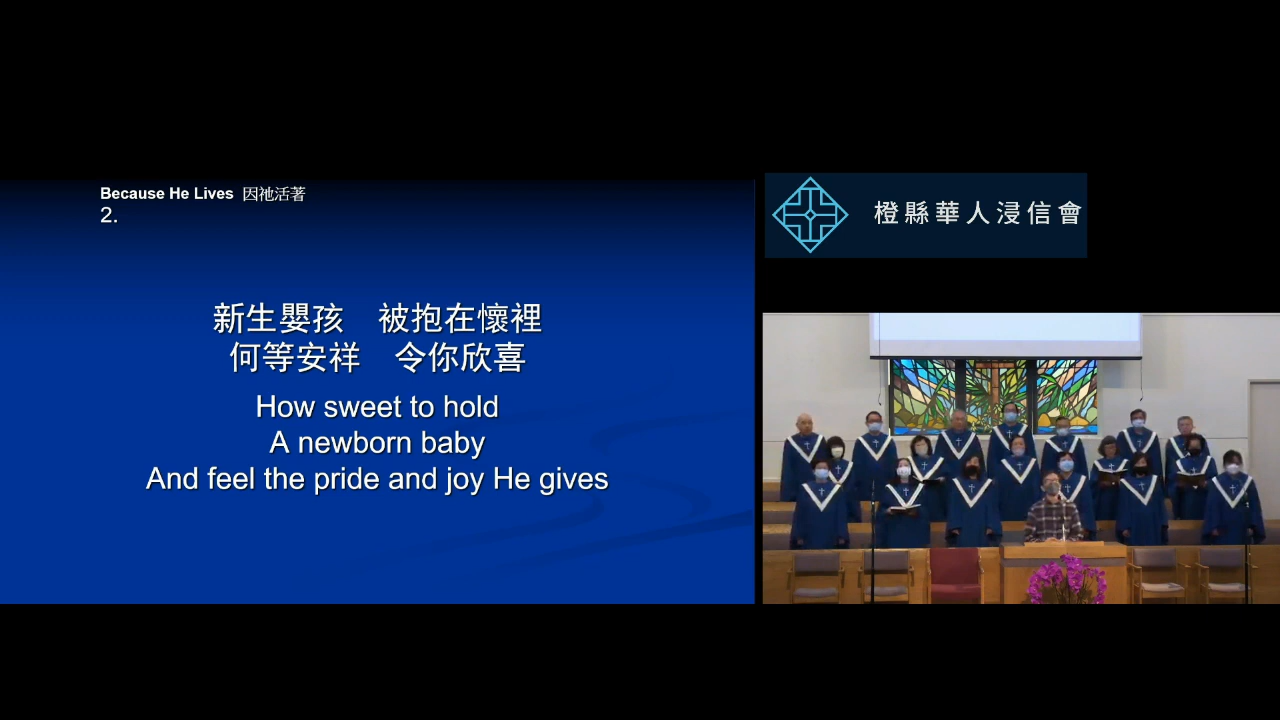 Because He Lives 因祂活著
2.
新生嬰孩　被抱在懷裡
何等安祥　令你欣喜
How sweet to hold
A newborn baby
And feel the pride and joy He gives
橙縣華人浸信會